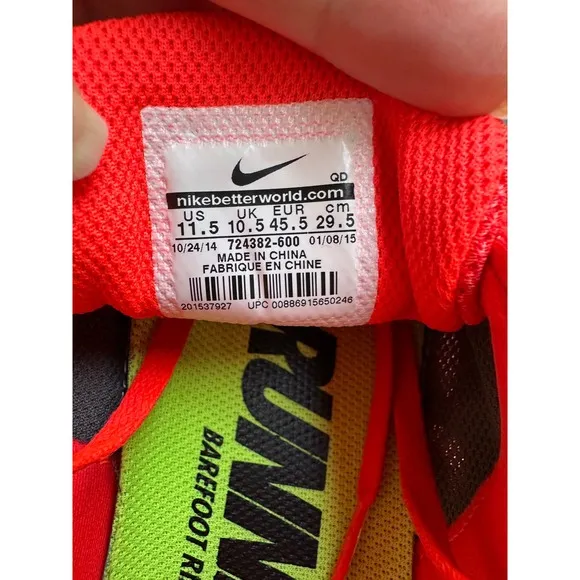 QD
nikebetterworld.com
US UK EUR cm
11.5 10.5 45.5 29.5
10/24/14 724382-600 01/08/15
MADE IN CHINA
FABRIQUE EN CHINE
201537927 UPC 00886915650246
RUNN
BAREFOOT RI